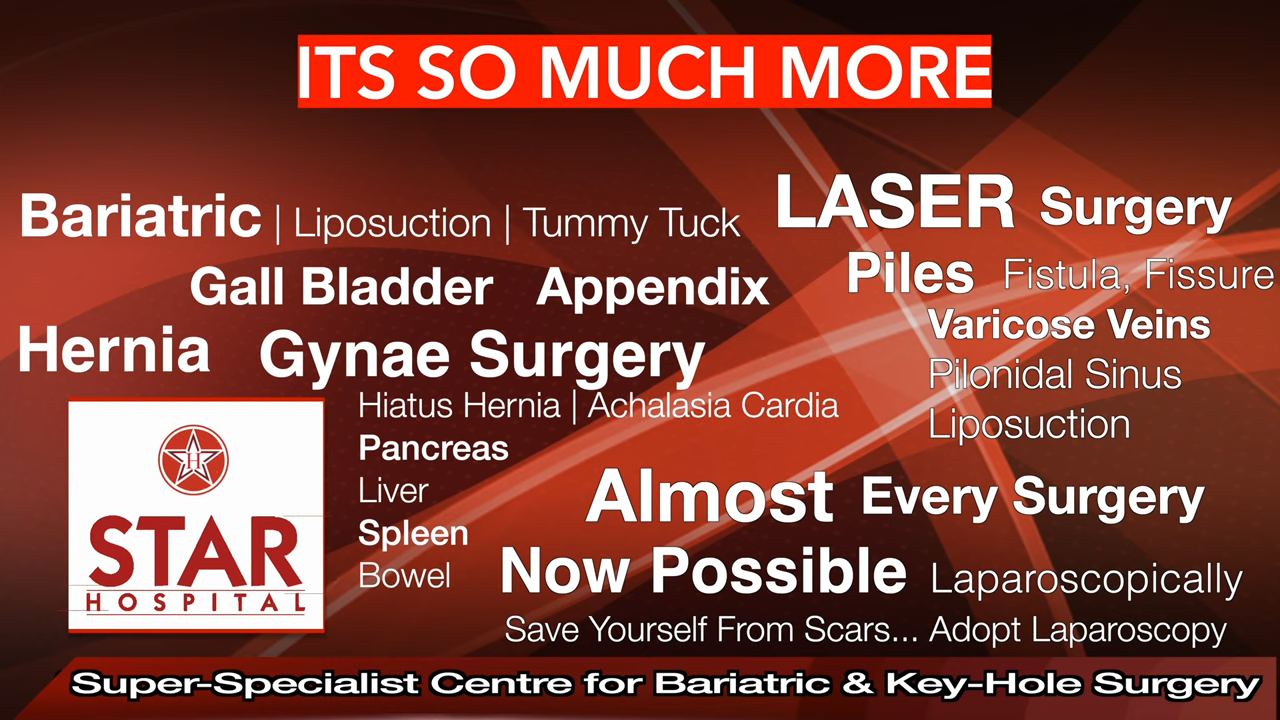 ITS SO MUCH MORE
Bariatric | Liposuction | Tummy Tuck
Gall Bladder Appendix
Hernia Gynae Surgery
Hiatus Hernia | Achalasia Cardia
Pancreas
Liver
Spleen
Bowel
LASER Surgery
Piles Fistula, Fissure
Varicose Veins
Pilonidal Sinus
Liposuction
Almost Every Surgery
Now Possible Laparoscopically
Save Yourself From Scars... Adopt Laparoscopy
H
STAR
HOSPITAL
Super-Specialist Centre for Bariatric & Key-Hole Surgery